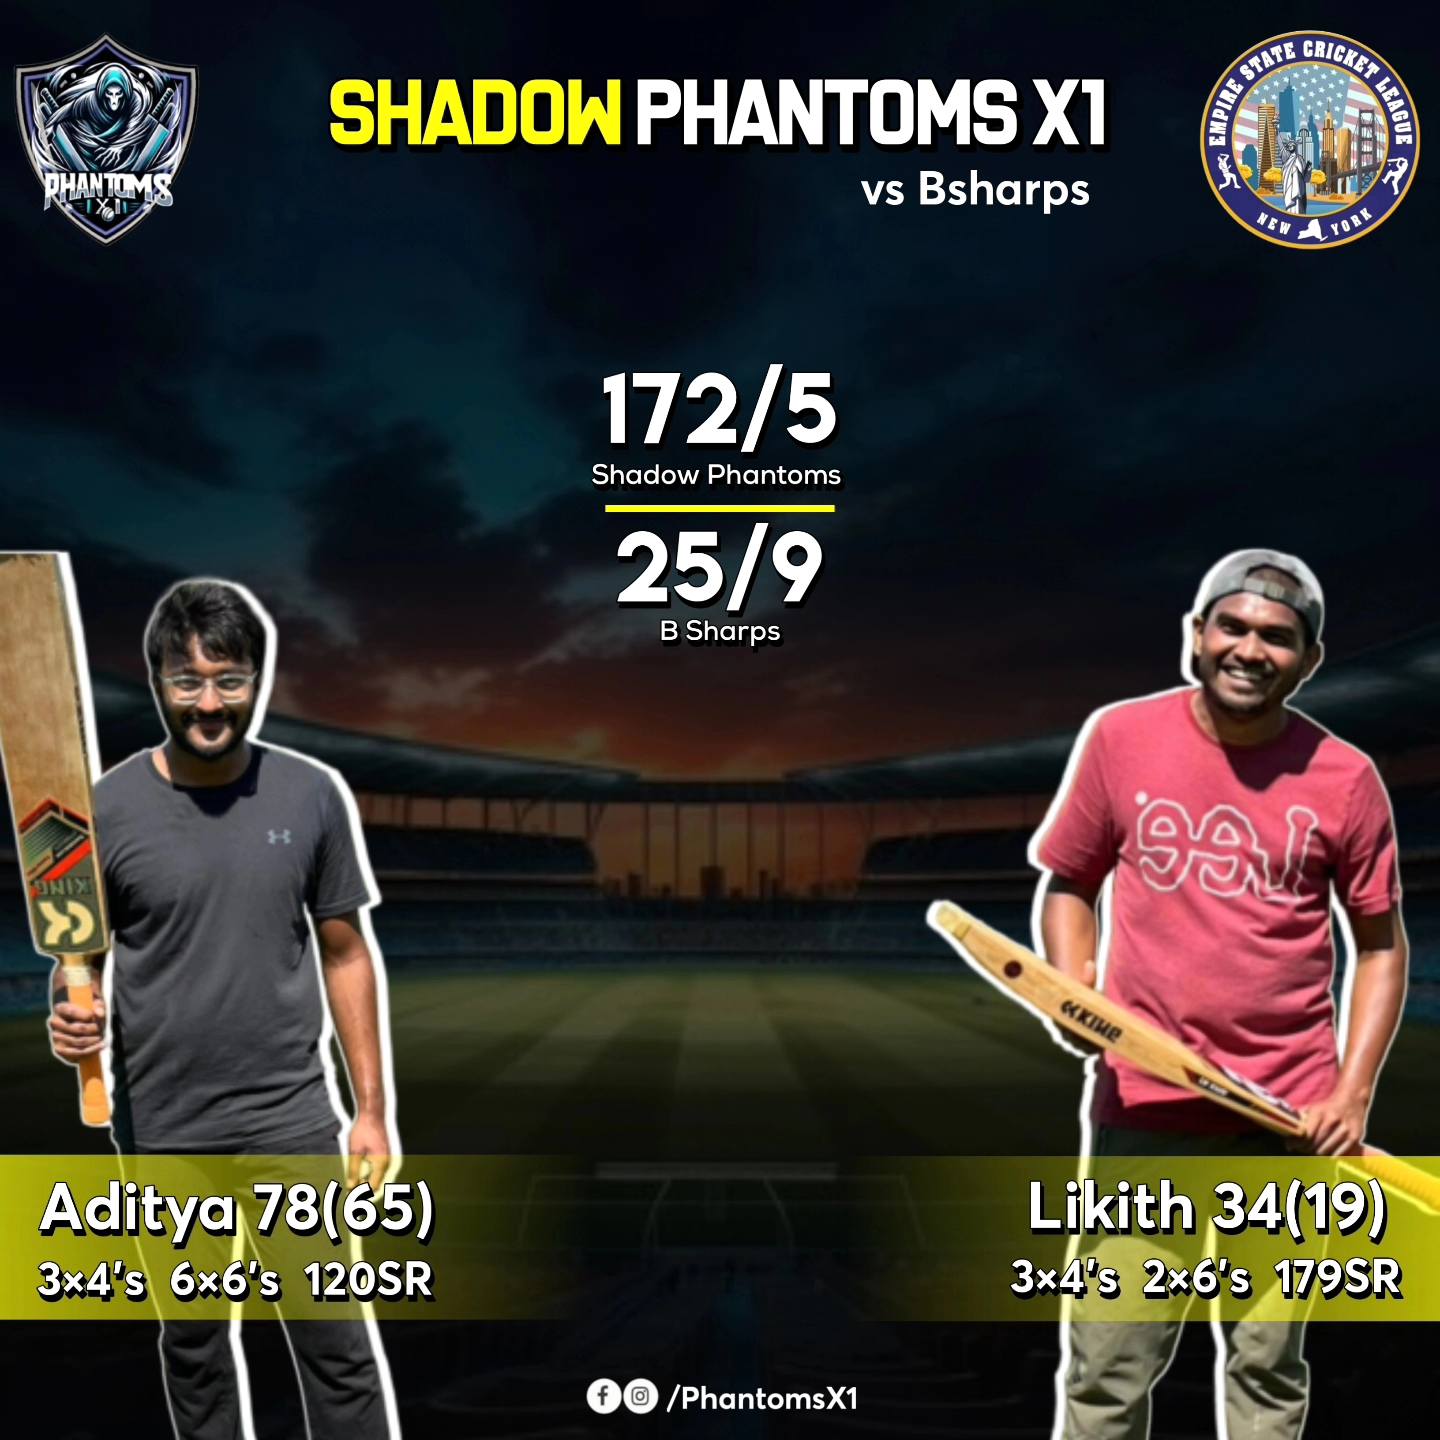 SHADOW PHANTOMS X1
vs Bsharps
PHANTOMS
X1
EMPIRE STATE CRICKET LEAGUE
NEW YORK
172/5
Shadow Phantoms
25/9
B Sharps
KING
Aditya 78(65)
3×4's 6×6's 120SR
Likith 34(19)
3×4's 2×6's 179SR
/PhantomsX1